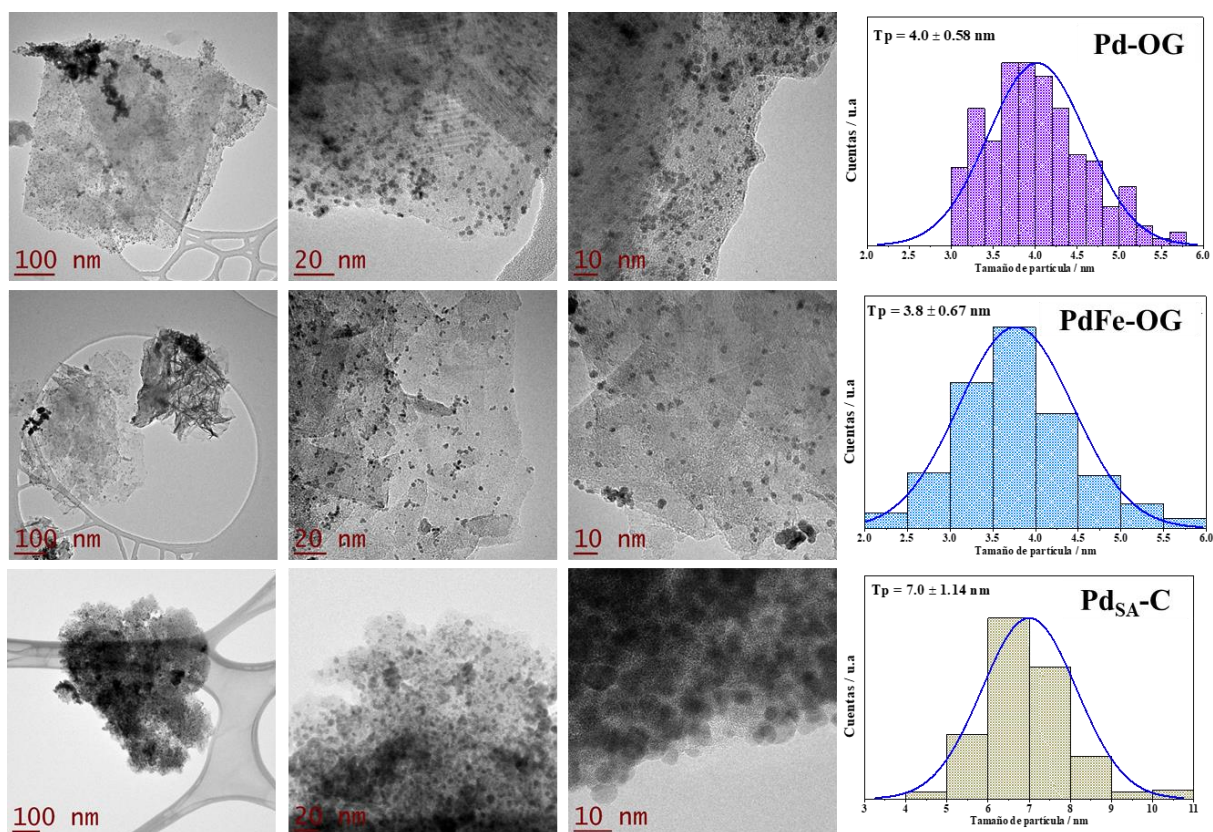 100 nm
20 nm
10 nm
Tp = 4.0 ± 0.58 nm
Pd-OG
Cuentas / u.a
2.0 2.5 3.0 3.5 4.0 4.5 5.0 5.5 6.0
Tamaño de partícula / nm
100 nm
20 nm
10 nm
Tp = 3.8 ± 0.67 nm
PdFe-OG
Cuentas / u.a
2.0 2.5 3.0 3.5 4.0 4.5 5.0 5.5 6.0
Tamaño de partícula / nm
100 nm
20 nm
10 nm
Tp = 7.0 ± 1.14 nm
PdSA-C
Cuentas / u.a
3 4 5 6 7 8 9 10 11
Tamaño de partícula / nm